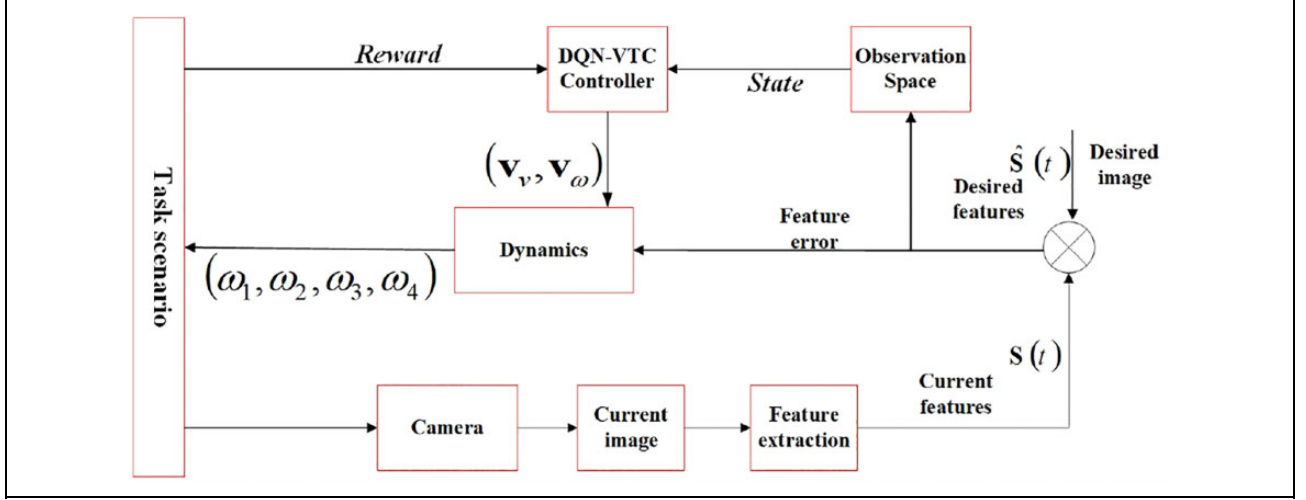 Reward
DQN-VTC
Controller
State
Observation
Space
(v_v, v_ω)
Ŝ (t)
Desired
image
Desired
features
Task scenario
Dynamics
Feature
error
(ω₁, ω₂, ω₃, ω₄)
S (t)
Current
features
Camera
Current
image
Feature
extraction